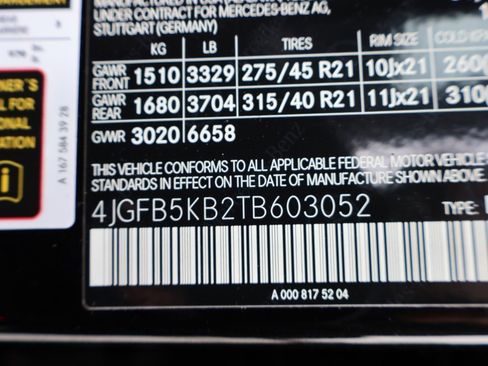 UNDER CONTRACT FOR MERCEDES-BENZ AG,
STUTTGART (GERMANY)
KG LB TIRES RIM SIZE COLD
GAWR FRONT 1510 3329 275/45 R21 10Jx21 260(
GAWR REAR 1680 3704 315/40 R21 11Jx21 310(
GVWR 3020 6658
THIS VEHICLE CONFORMS TO ALL APPLICABLE FEDERAL MOTOR VEHICLE
STANDARDS IN EFFECT ON THE DATE OF MANUFACTURE SHOWN
4JGFB5KB2TB603052
TYPE:
A 000 817 52 04
A 167 584 39 28